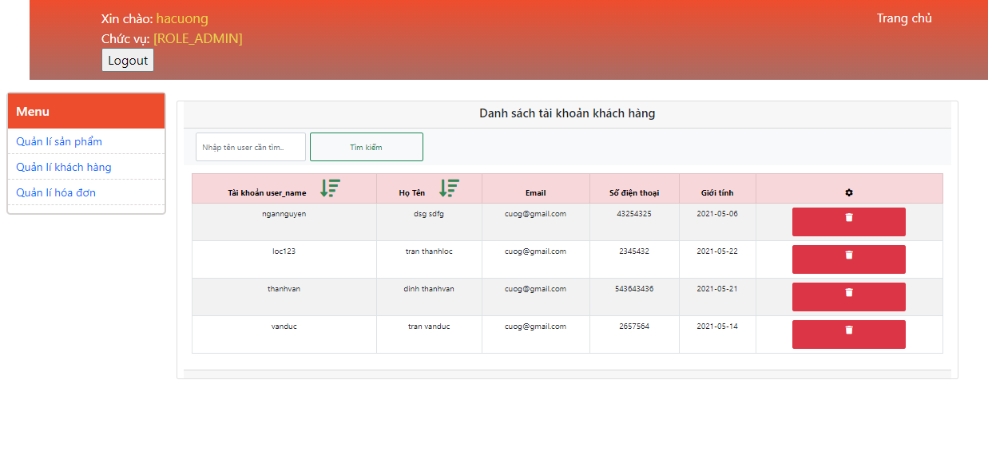 Xin chào: hacuong
Trang chủ
Chức vụ: [ROLE_ADMIN]
Logout
Menu
Quản lí sản phẩm
Quản lí khách hàng
Quản lí hóa đơn
Danh sách tài khoản khách hàng
Nhập tên user cần tìm..
Tìm kiếm
Tài khoản user_name Họ Tên Email Số điện thoại Giới tính
ngannguyen dsg sdfg cuog@gmail.com 43254325 2021-05-06
loc123 tran thanhloc cuog@gmail.com 2345432 2021-05-22
thanhvan dinh thanhvan cuog@gmail.com 543643436 2021-05-21
vanduc tran vanduc cuog@gmail.com 2657564 2021-05-14